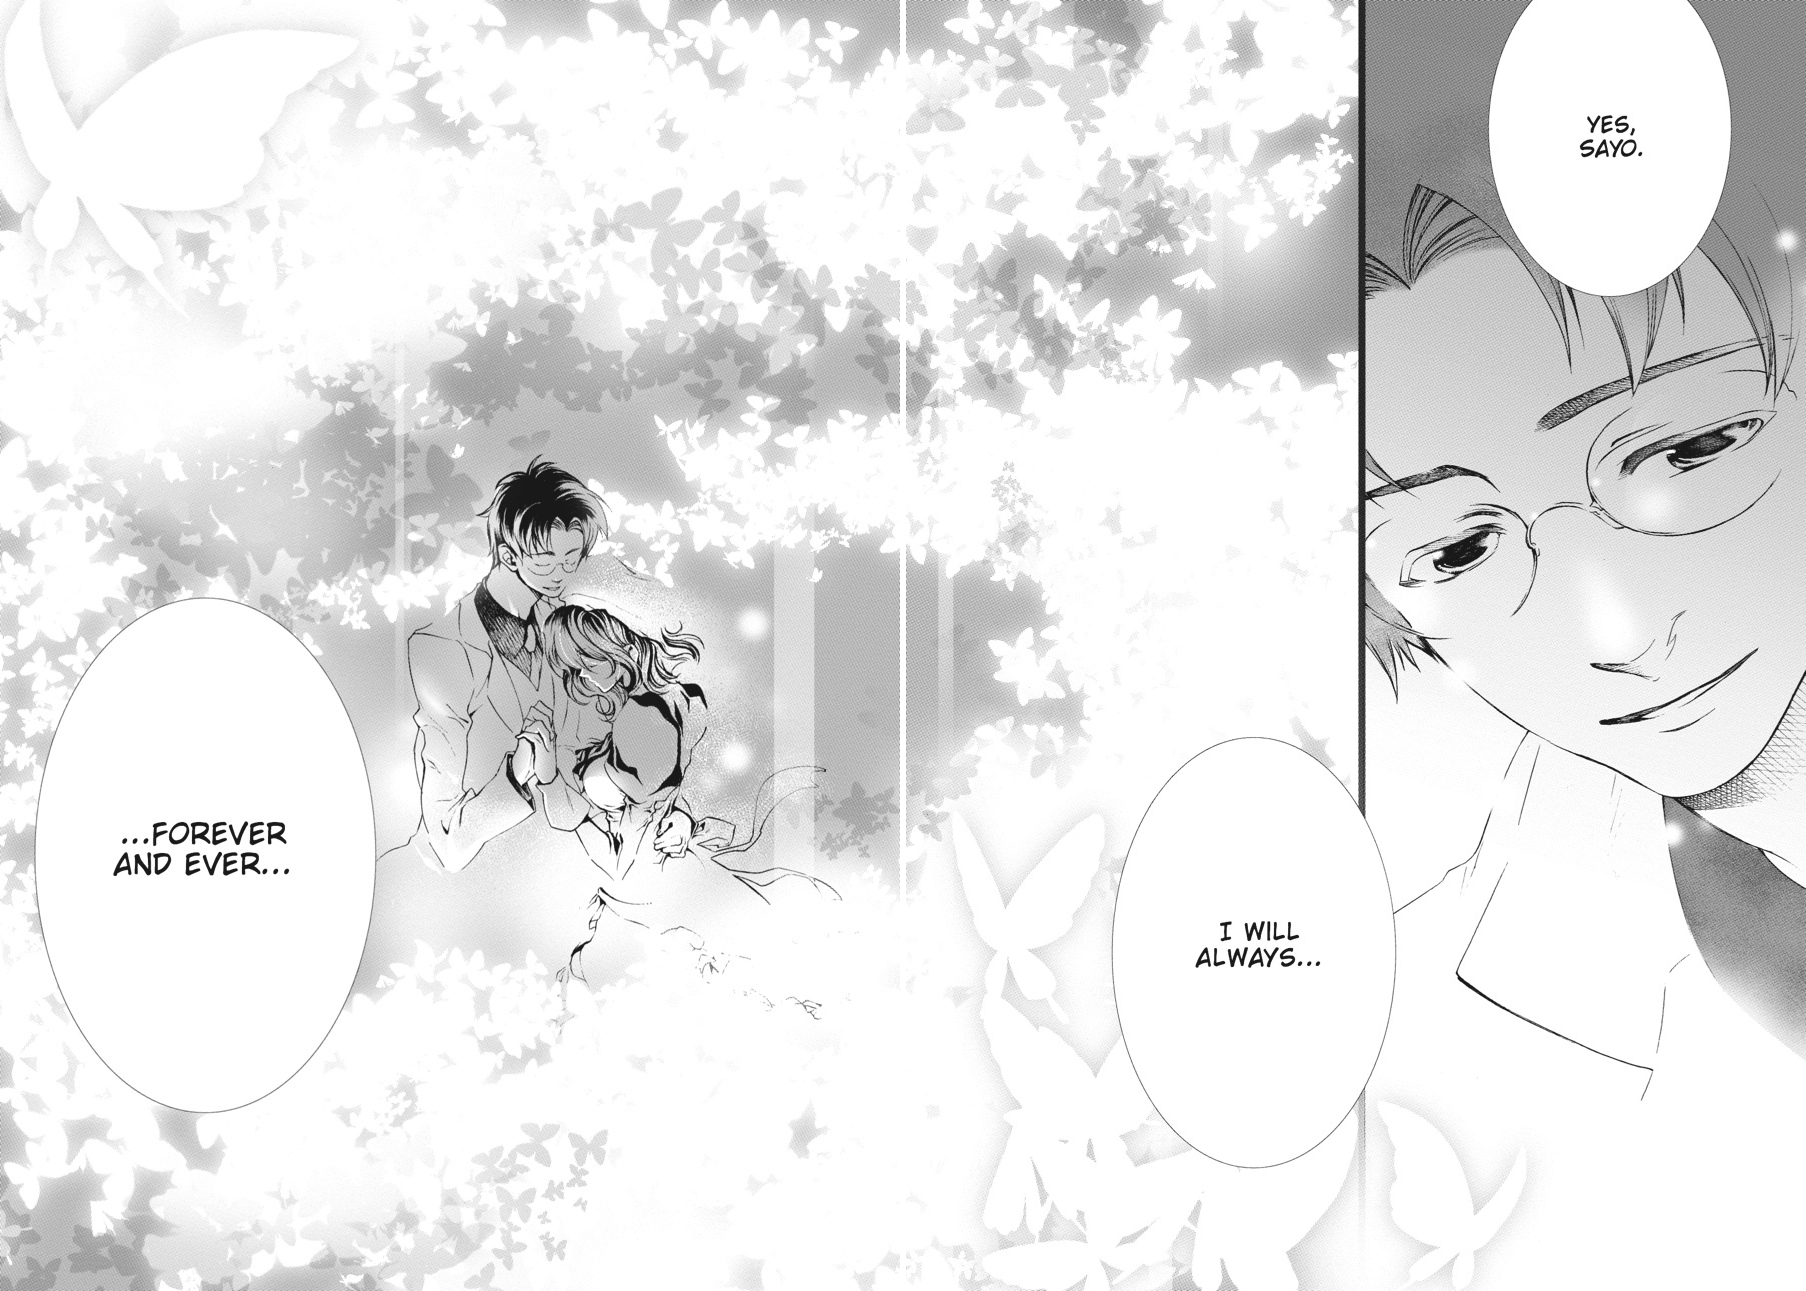 YES,
SAYO.
I WILL
ALWAYS...
...FOREVER
AND EVER...